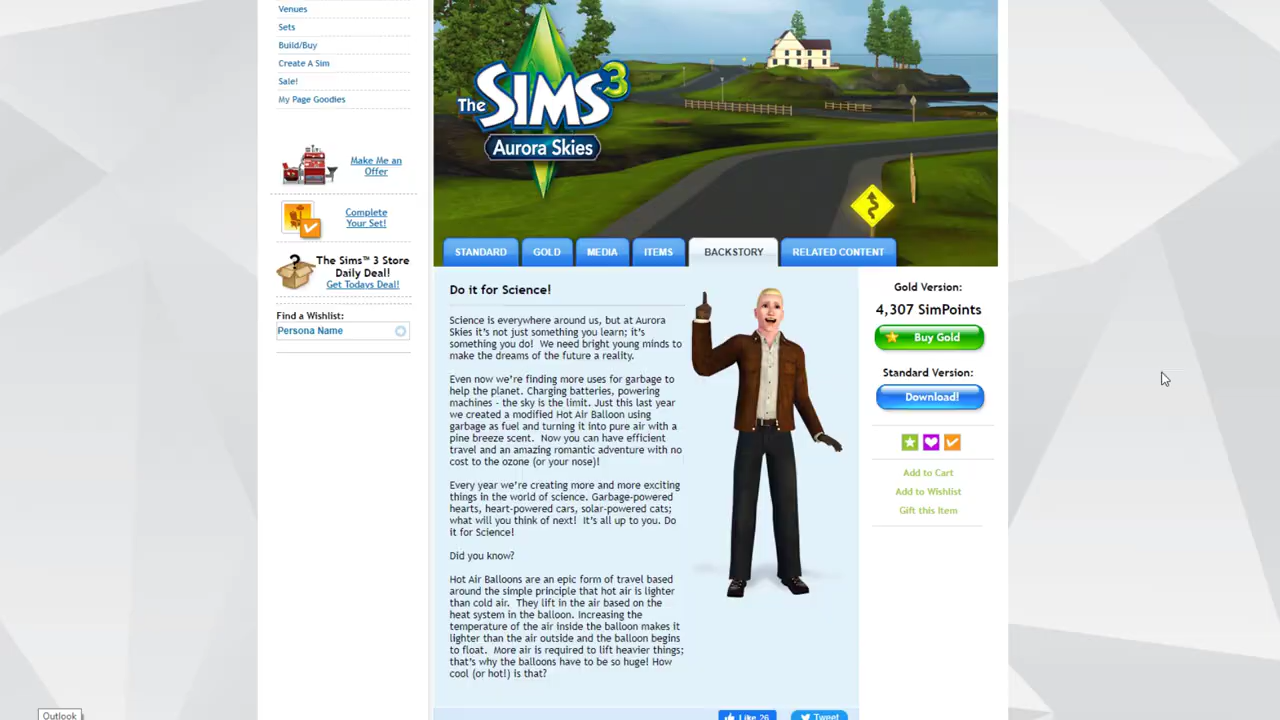 Venues
Sets
Build/Buy
Create A Sim
Sale!
My Page Goodies
Make Me an
Offer
Complete
Your Set!
The Sims™ 3 Store
Daily Deal!
Get Todays Deal!
Find a Wishlist:
Persona Name
The SIMS 3
Aurora Skies
STANDARD
GOLD
MEDIA
ITEMS
BACKSTORY
RELATED CONTENT
Do it for Science!
Science is everywhere around us, but at Aurora
Skies it's not just something you learn; it's
something you do!  We need bright young minds to
make the dreams of the future a reality.
Even now we're finding more uses for garbage to
help the planet. Charging batteries, powering
machines - the sky is the limit. Just this last year
we created a modified Hot Air Balloon using
garbage as fuel and turning it into pure air with a
pine breeze scent.  Now you can have efficient
travel and an amazing romantic adventure with no
cost to the ozone (or your nose)!
Every year we're creating more and more exciting
things in the world of science. Garbage-powered
hearts, heart-powered cars, solar-powered cats;
what will you think of next!  It's all up to you. Do
it for Science!
Did you know?
Hot Air Balloons are an epic form of travel based
around the simple principle that hot air is lighter
than cold air.  They lift in the air based on the
heat system in the balloon. Increasing the
temperature of the air inside the balloon makes it
lighter than the air outside and the balloon begins
to float.  More air is required to lift heavier things;
that's why the balloons have to be so huge! How
cool (or hot!) is that?
Gold Version:
4,307 SimPoints
Buy Gold
Standard Version:
Download!
Add to Cart
Add to Wishlist
Gift this Item
Like 26
Tweet
Outlook